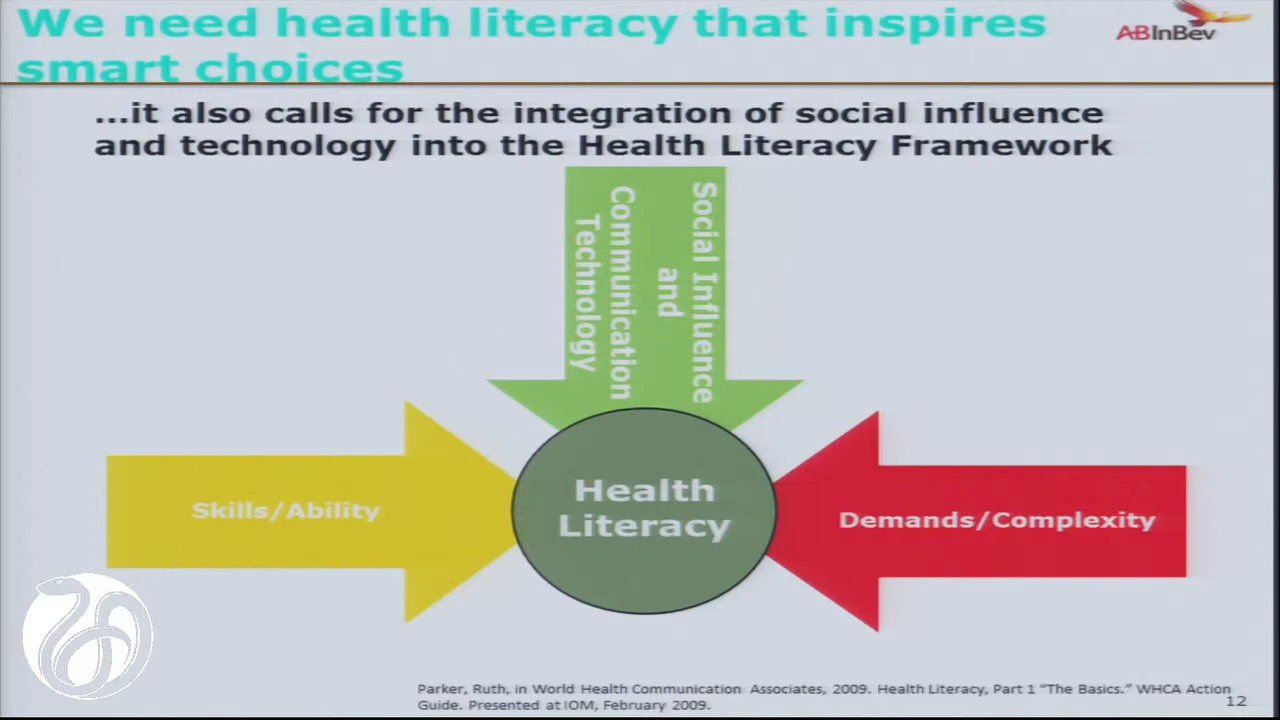 We need health literacy that inspires
smart choices
ABInBev
...it also calls for the integration of social influence
and technology into the Health Literacy Framework
Social Influence
and
Communication
Technology
Skills/Ability
Health
Literacy
Demands/Complexity
Parker, Ruth, in World Health Communication Associates, 2009. Health Literacy, Part 1 “The Basics.” WHCA Action
Guide. Presented at IOM, February 2009.
12